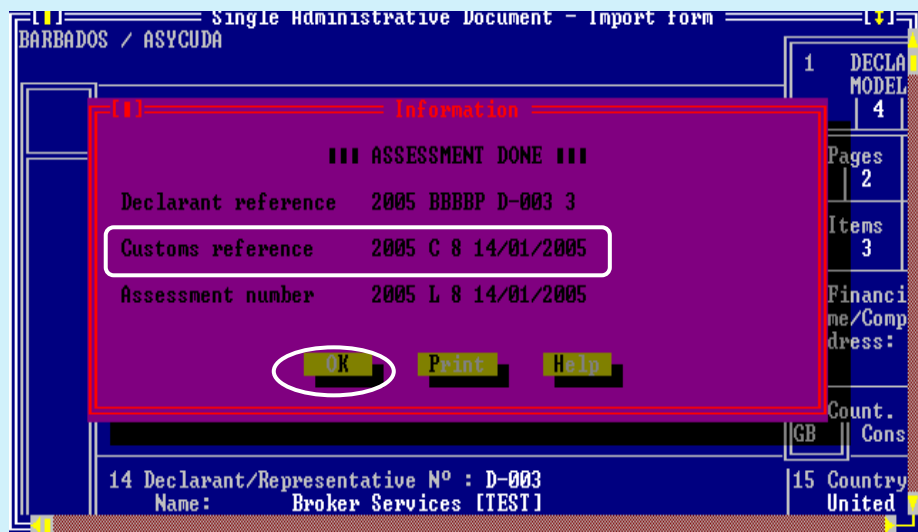 Single Administrative Document - Import form
BARBADOS / ASYCUDA
1 DECLA
MODEL
4
Information
ASSESSMENT DONE
Pages
2
Declarant reference 2005 BBBBP D-003 3
Items
3
Customs reference 2005 C 8 14/01/2005
Assessment number 2005 L 8 14/01/2005
Financi
me/Comp
dress:
OK Print Help
Count.
GB Cons
14 Declarant/Representative Nº : D-003
15 Country
Name: Broker Services [TEST]
United